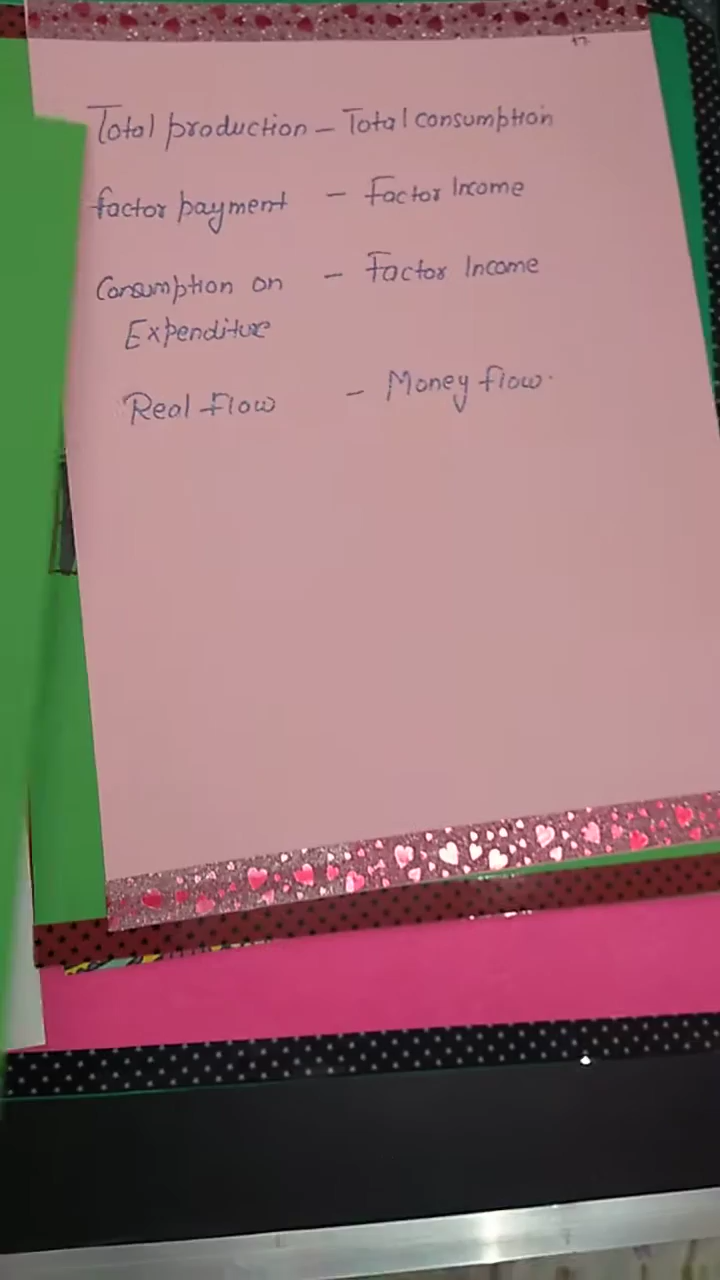 Total production - Total consumption
factor payment - Factor Income
Consumption on - Factor Income
Expenditure
Real Flow - Money flow.